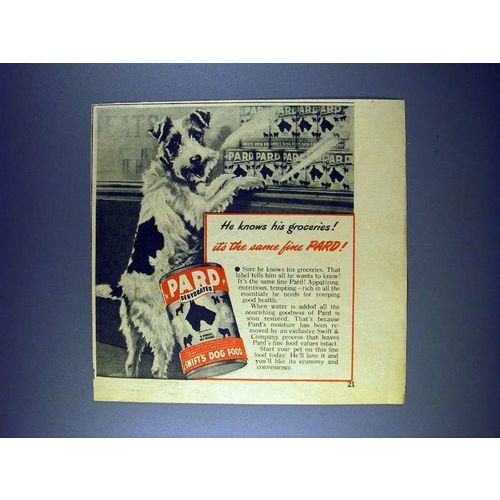 EATS
PARD PARD PARD
SWIFT'S DOG FOOD
PARD PARD PARD PARD
He knows his groceries!
it's the same fine PARD!
● Sure he knows his groceries. That
label tells him all he wants to know!
It's the same fine Pard! Appetizing,
nutritious, tempting—rich in all the
essentials he needs for romping
good health.
When water is added all the
nourishing goodness of Pard is
soon restored. That's because
Pard's moisture has been re-
moved by an exclusive Swift &
Company process that leaves
Pard's fine food values intact.
Start your pet on this fine
food today. He'll love it and
you'll like its economy and
convenience.
PARD
DEHYDRATED
SWIFT'S DOG FOOD
21